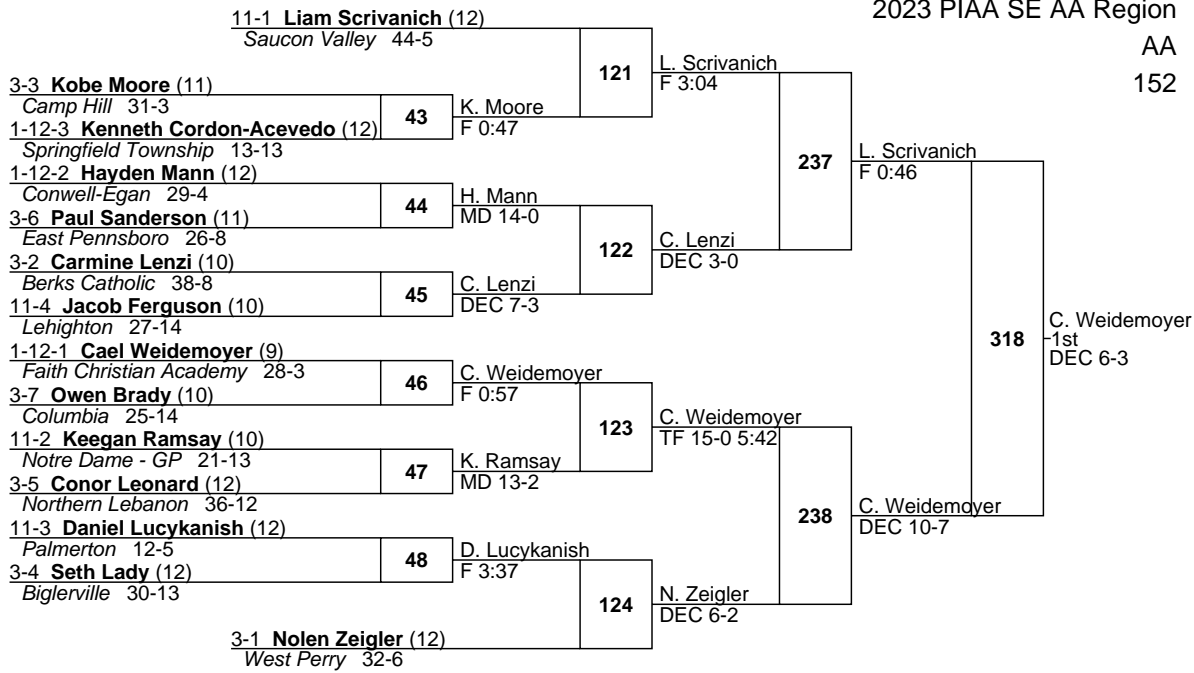 2023 PIAA SE AA Region
AA
152
11-1 Liam Scrivanich (12)
Saucon Valley 44-5
3-3 Kobe Moore (11)
Camp Hill 31-3
1-12-3 Kenneth Cordon-Acevedo (12)
Springfield Township 13-13
1-12-2 Hayden Mann (12)
Conwell-Egan 29-4
3-6 Paul Sanderson (11)
East Pennsboro 26-8
3-2 Carmine Lenzi (10)
Berks Catholic 38-8
11-4 Jacob Ferguson (10)
Lehighton 27-14
1-12-1 Cael Weidemoyer (9)
Faith Christian Academy 28-3
3-7 Owen Brady (10)
Columbia 25-14
11-2 Keegan Ramsay (10)
Notre Dame - GP 21-13
3-5 Conor Leonard (12)
Northern Lebanon 36-12
11-3 Daniel Lucykanish (12)
Palmerton 12-5
3-4 Seth Lady (12)
Biglerville 30-13
3-1 Nolen Zeigler (12)
West Perry 32-6
43
K. Moore
F 0:47
44
H. Mann
MD 14-0
45
C. Lenzi
DEC 7-3
46
C. Weidemoyer
F 0:57
47
K. Ramsay
MD 13-2
48
D. Lucykanish
F 3:37
121
L. Scrivanich
F 3:04
122
C. Lenzi
DEC 3-0
123
C. Weidemoyer
TF 15-0 5:42
124
N. Zeigler
DEC 6-2
237
L. Scrivanich
F 0:46
238
C. Weidemoyer
DEC 10-7
318
C. Weidemoyer
1st
DEC 6-3